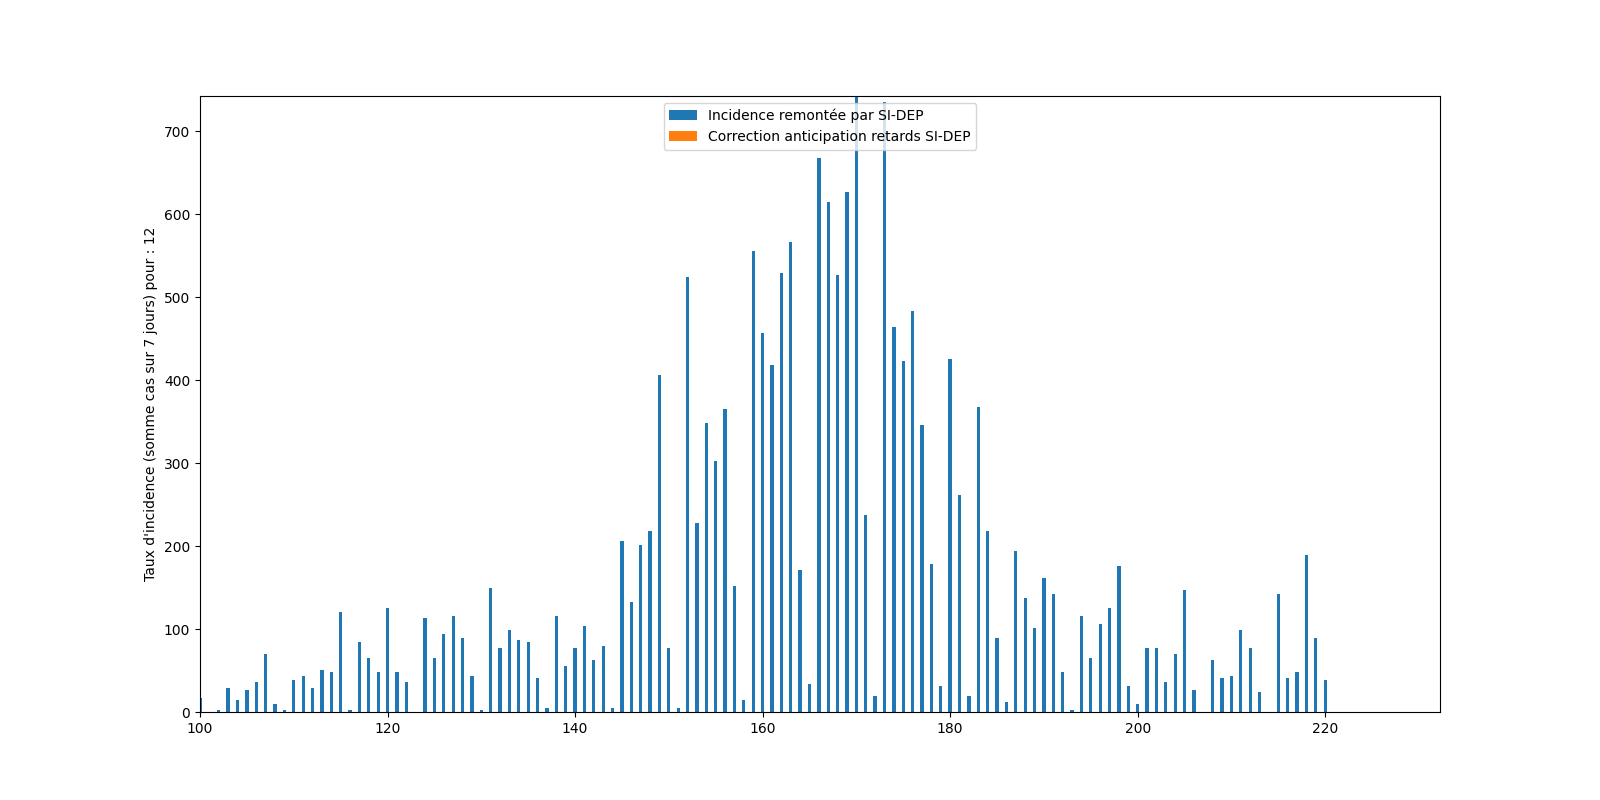 Incidence remontée par SI-DEP
Correction anticipation retards SI-DEP
Taux d'incidence (somme cas sur 7 jours) pour : 12
700
600
500
400
300
200
100
0
100 120 140 160 180 200 220